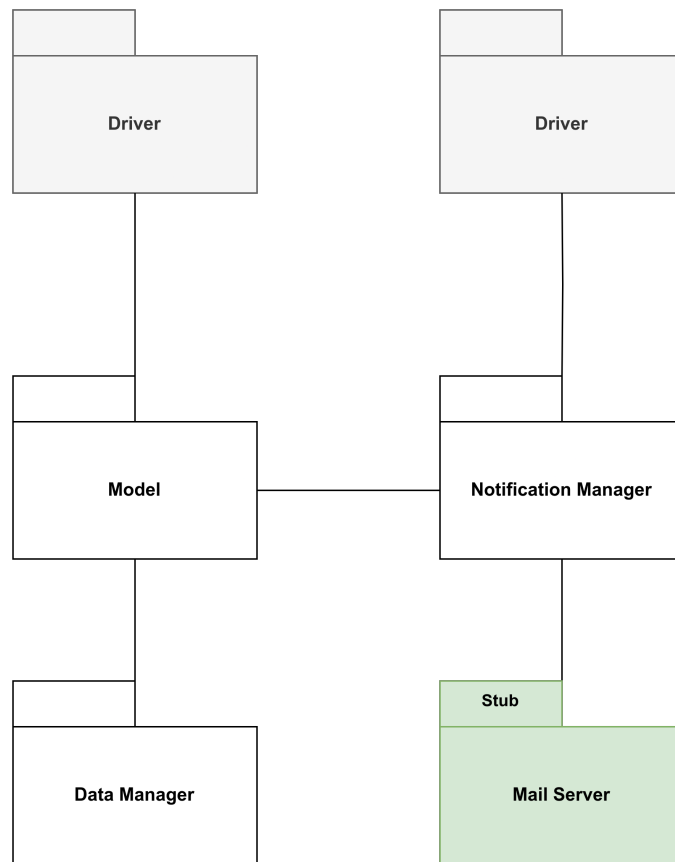 Driver
Driver
Model
Notification Manager
Stub
Data Manager
Mail Server